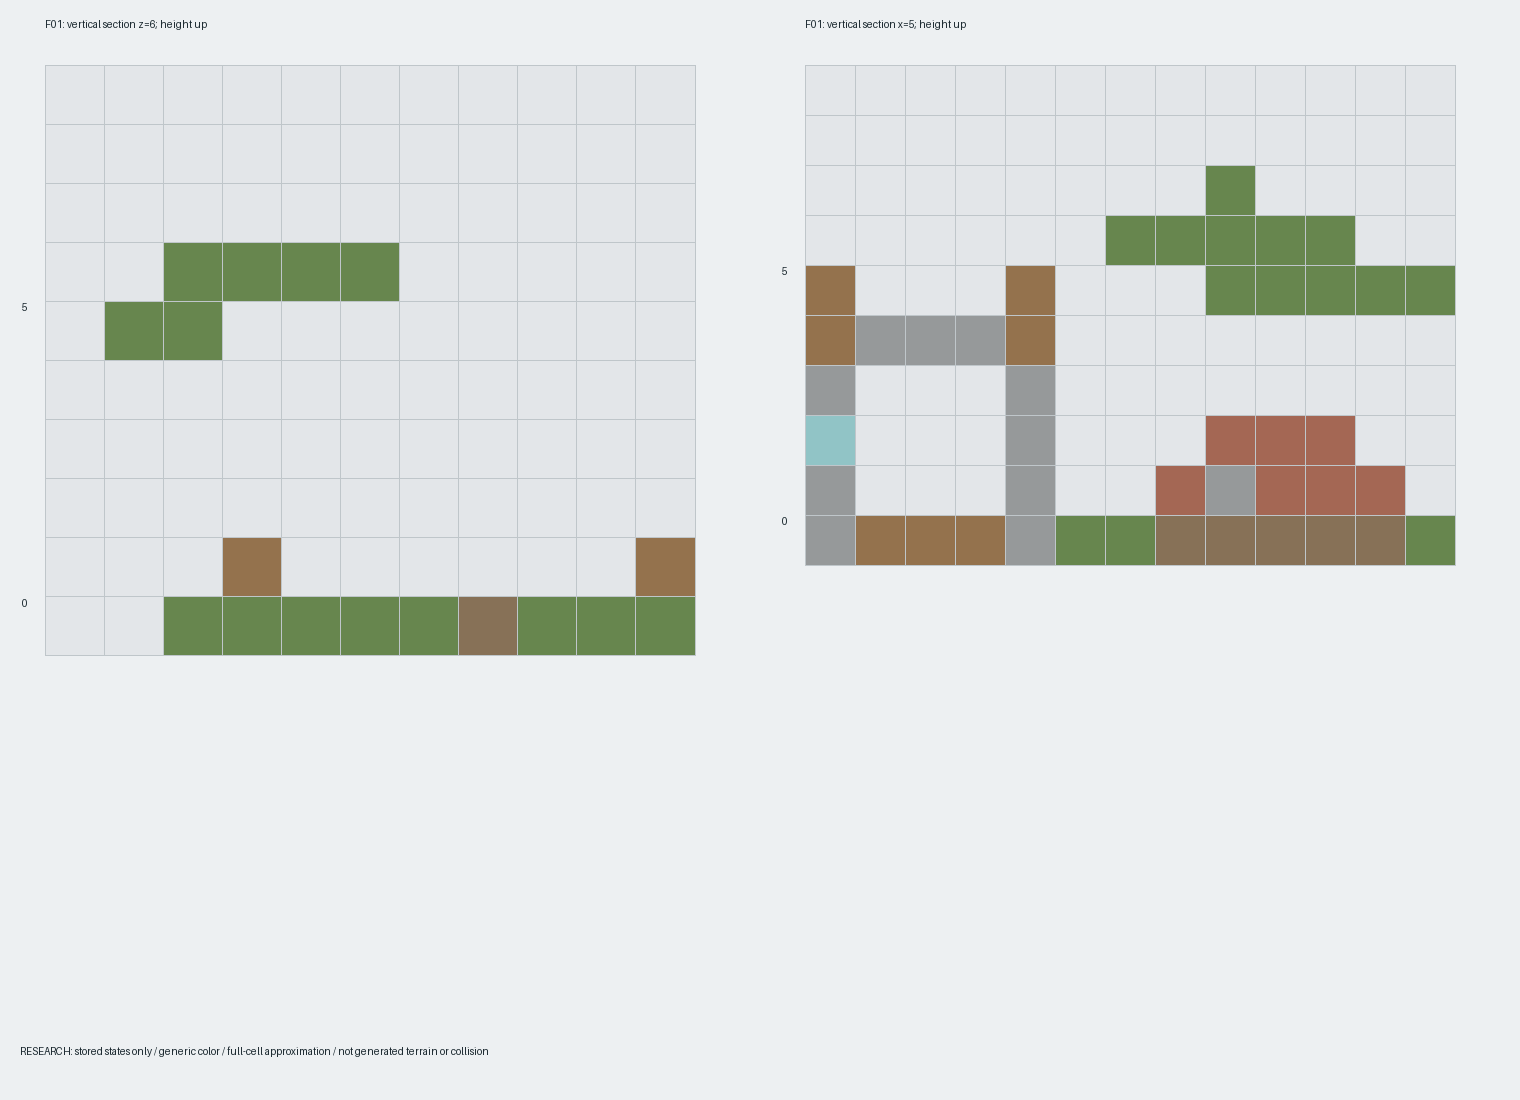 F01: vertical section z=6; height up
F01: vertical section x=5; height up
5
0
5
0
RESEARCH: stored states only / generic color / full-cell approximation / not generated terrain or collision